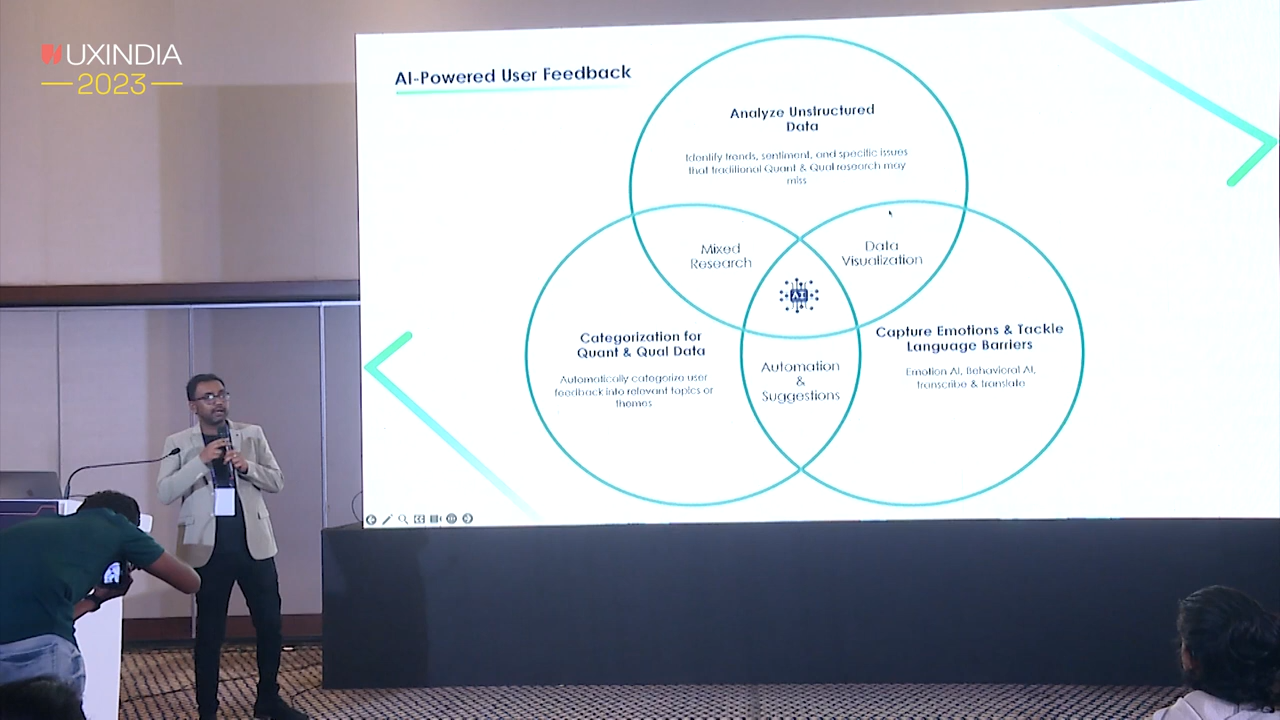 UXINDIA
2023
AI-Powered User Feedback
Analyze Unstructured
Data
Identify trends, sentiment, and specific issues
that traditional Quant & Qual research may
miss
Mixed
Research
Data
Visualization
AI
Categorization for
Quant & Qual Data
Automatically categorize user
feedback into relevant topics or
themes
Capture Emotions & Tackle
Language Barriers
Emotion AI, Behavioral AI,
transcribe & translate
Automation
&
Suggestions